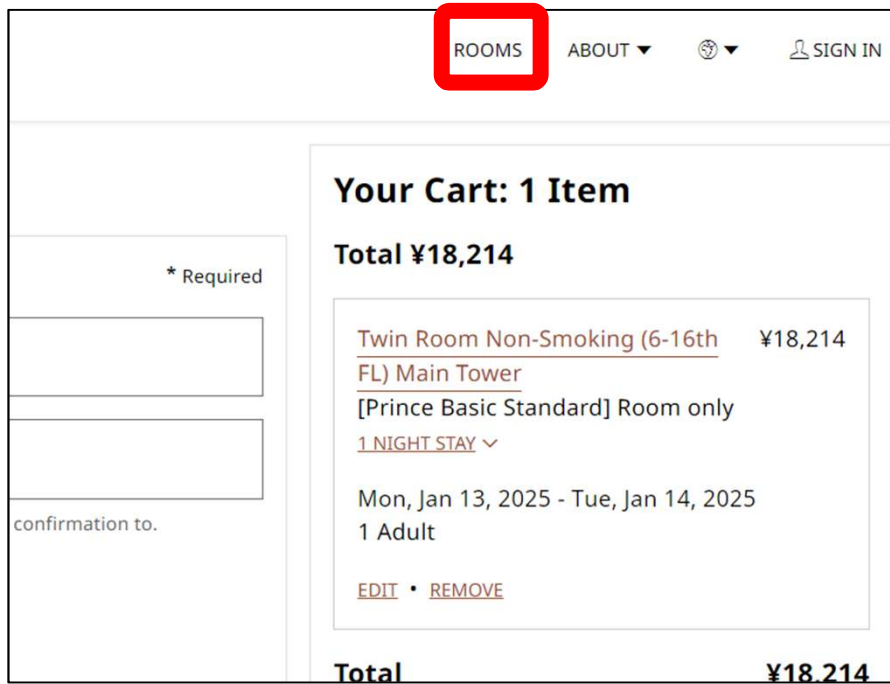 ROOMS ABOUT ▼ ▼ SIGN IN
Your Cart: 1 Item
Total ¥18,214
* Required
Twin Room Non-Smoking (6-16th ¥18,214
FL) Main Tower
[Prince Basic Standard] Room only
1 NIGHT STAY
confirmation to.
Mon, Jan 13, 2025 - Tue, Jan 14, 2025
1 Adult
EDIT • REMOVE
Total ¥18,214